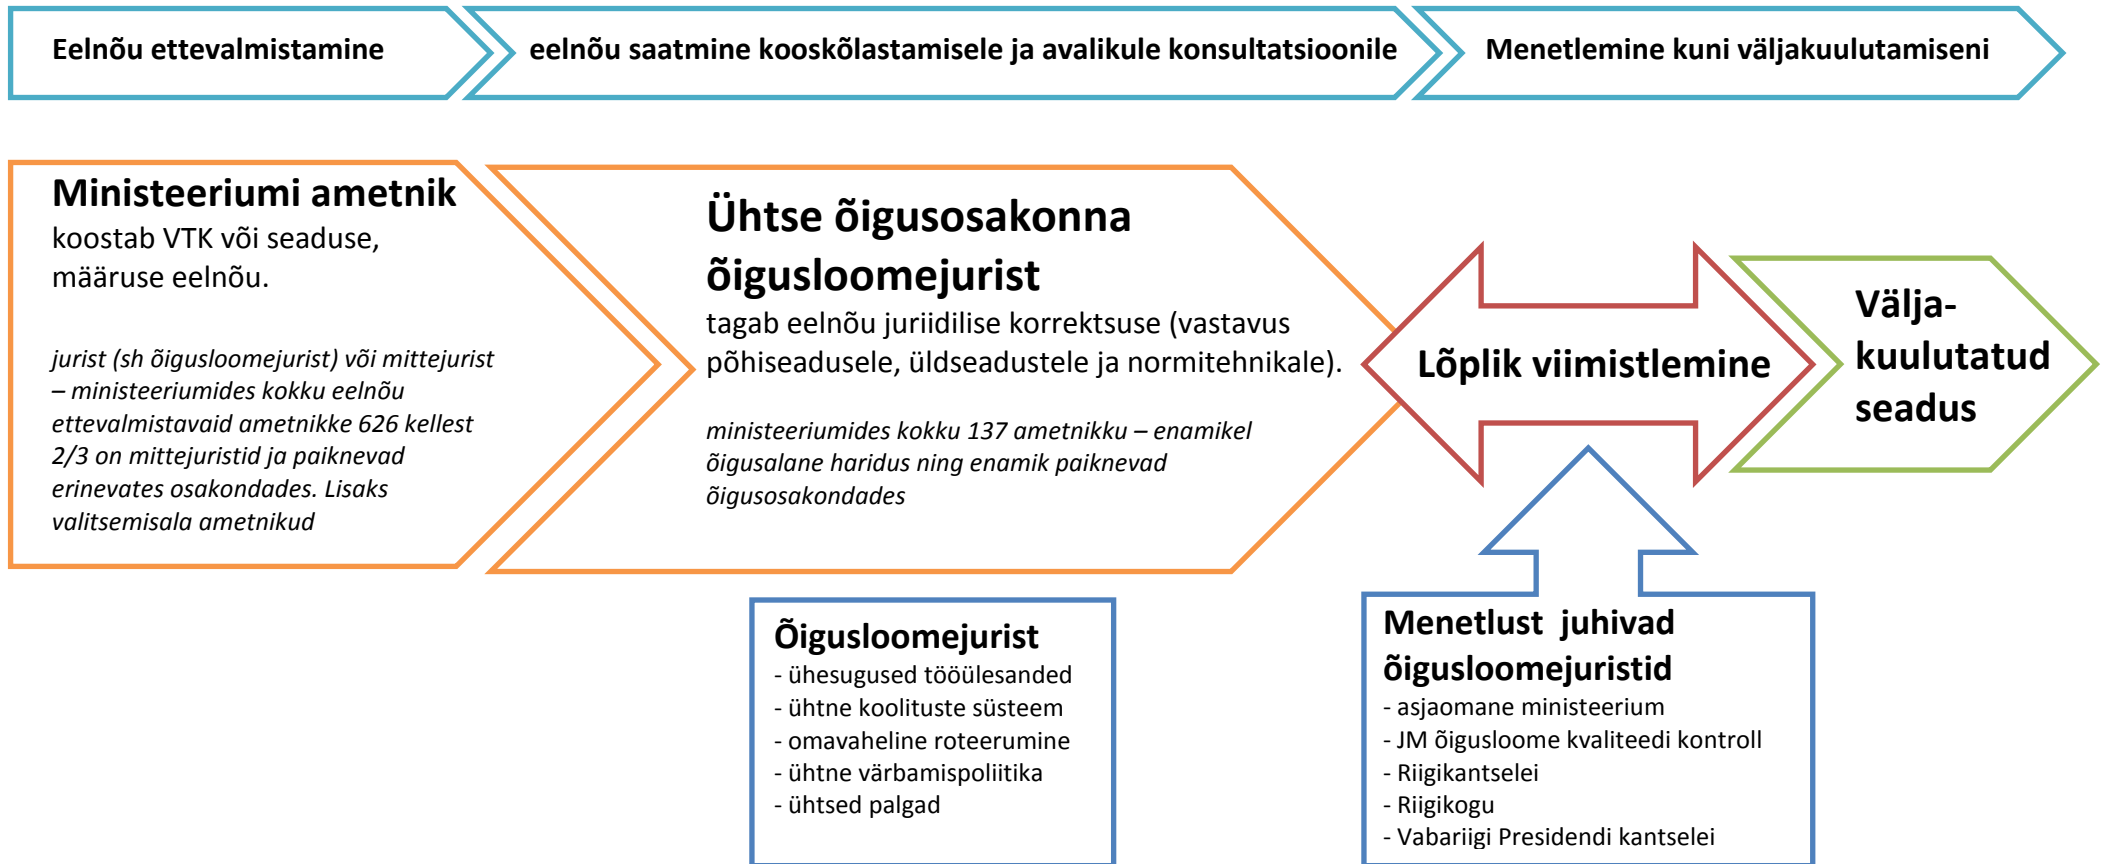 Eelnõu ettevalmistamine
eelnõu saatmine kooskõlastamisele ja avalikule konsultatsioonile
Menetlemine kuni väljakuulutamiseni
Ministeeriumi ametnik
koostab VTK või seaduse,
määruse eelnõu.
jurist (sh õigusloomejurist) või mittejurist
– ministeeriumides kokku eelnõu
ettevalmistavaid ametnikke 626 kellest
2/3 on mittejuristid ja paiknevad
erinevates osakondades. Lisaks
valitsemisala ametnikud
Ühtse õigusosakonna
õigusloomejurist
tagab eelnõu juriidilise korrektsuse (vastavus
põhiseadusele, üldseadustele ja normitehnikale).
ministeeriumides kokku 137 ametnikku – enamikel
õigusalane haridus ning enamik paiknevad
õigusosakondades
Lõplik viimistlemine
Välja-
kuulutatud
seadus
Õigusloomejurist
- ühesugused tööülesanded
- ühtne koolituste süsteem
- omavaheline roteerumine
- ühtne värbamispoliitika
- ühtsed palgad
Menetlust juhivad
õigusloomejuristid
- asjaomane ministeerium
- JM õigusloome kvaliteedi kontroll
- Riigikantselei
- Riigikogu
- Vabariigi Presidendi kantselei